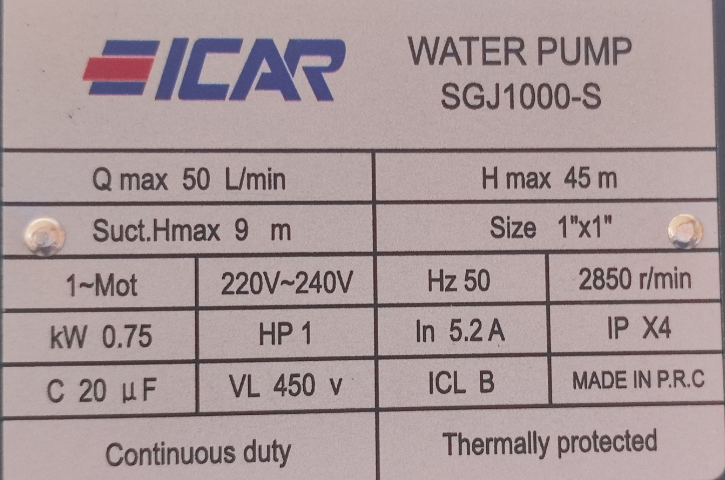 EICAR
WATER PUMP
SGJ1000-S
Q max 50 L/min H max 45 m
Suct.Hmax 9 m Size 1"x1"
1~Mot 220V~240V Hz 50 2850 r/min
kW 0.75 HP 1 In 5.2 A IP X4
C 20 µF VL 450 v ICL B MADE IN P.R.C
Continuous duty Thermally protected